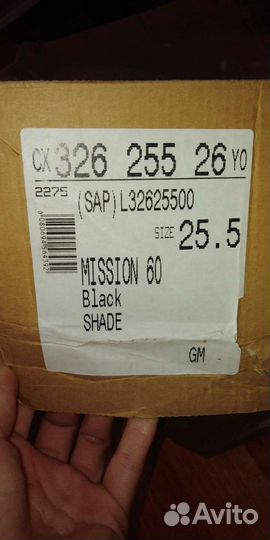 CX 326 255 26 YO
2275
(SAP)L32625500
SIZE 25.5
MISSION 60
Black
SHADE
GM
Avito